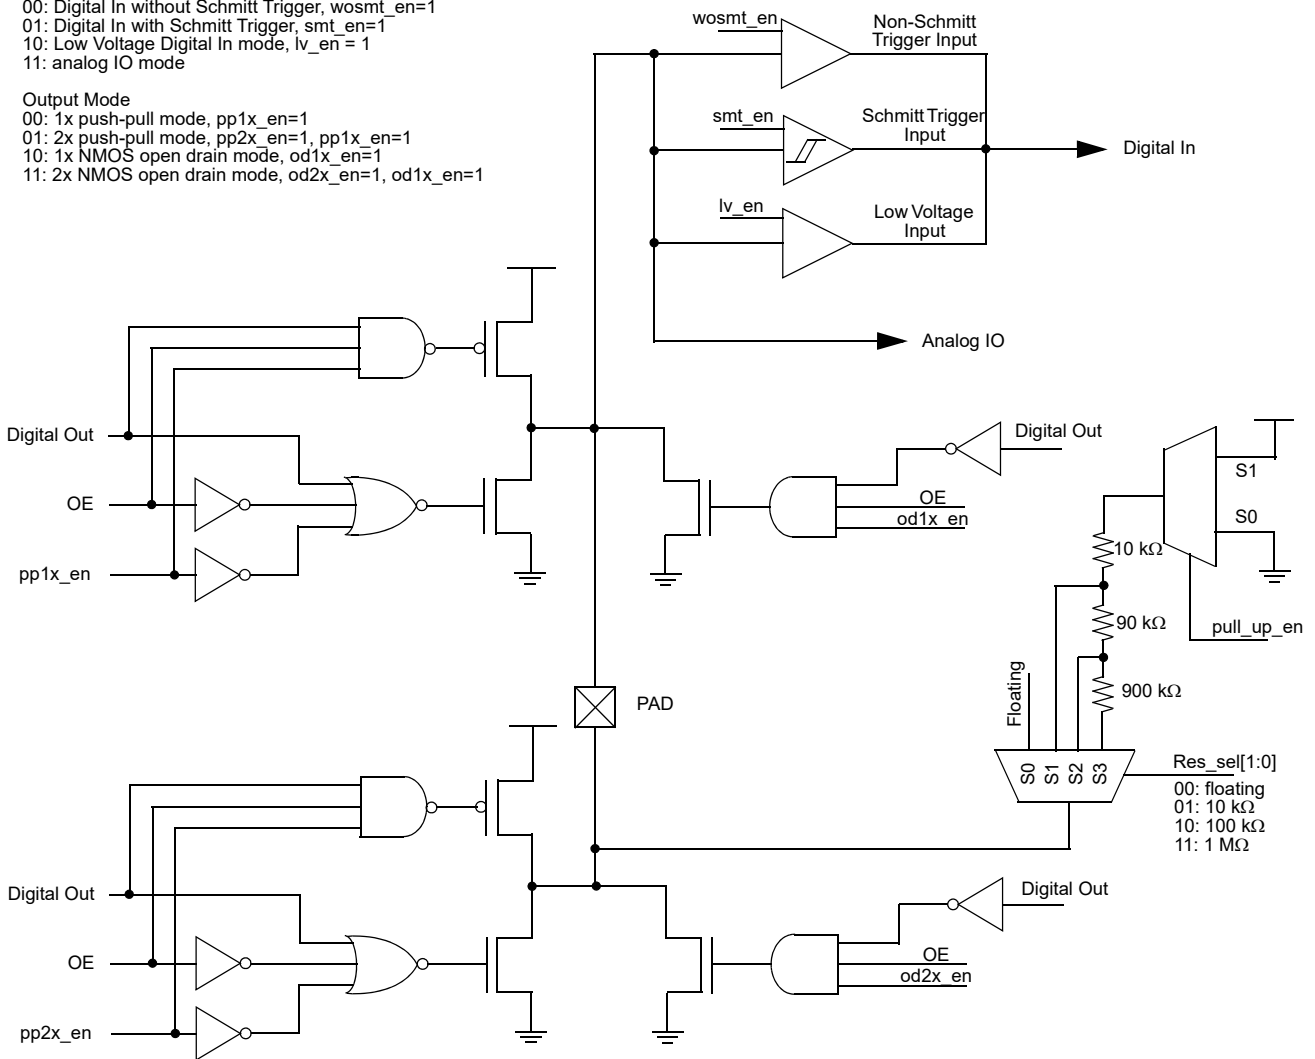 00: Digital In without Schmitt Trigger, wosmt_en=1
01: Digital In with Schmitt Trigger, smt_en=1
10: Low Voltage Digital In mode, lv_en = 1
11: analog IO mode
Output Mode
00: 1x push-pull mode, pp1x_en=1
01: 2x push-pull mode, pp2x_en=1, pp1x_en=1
10: 1x NMOS open drain mode, od1x_en=1
11: 2x NMOS open drain mode, od2x_en=1, od1x_en=1
wosmt_en
Non-Schmitt
Trigger Input
smt_en
Schmitt Trigger
Input
Digital In
lv_en
Low Voltage
Input
Analog IO
Digital Out
OE
pp1x_en
Digital Out
OE
od1x_en
S1
S0
10 kΩ
90 kΩ
pull_up_en
900 kΩ
Floating
S0
S1
S2
S3
Res_sel[1:0]
00: floating
01: 10 kΩ
10: 100 kΩ
11: 1 MΩ
PAD
Digital Out
OE
pp2x_en
Digital Out
OE
od2x_en